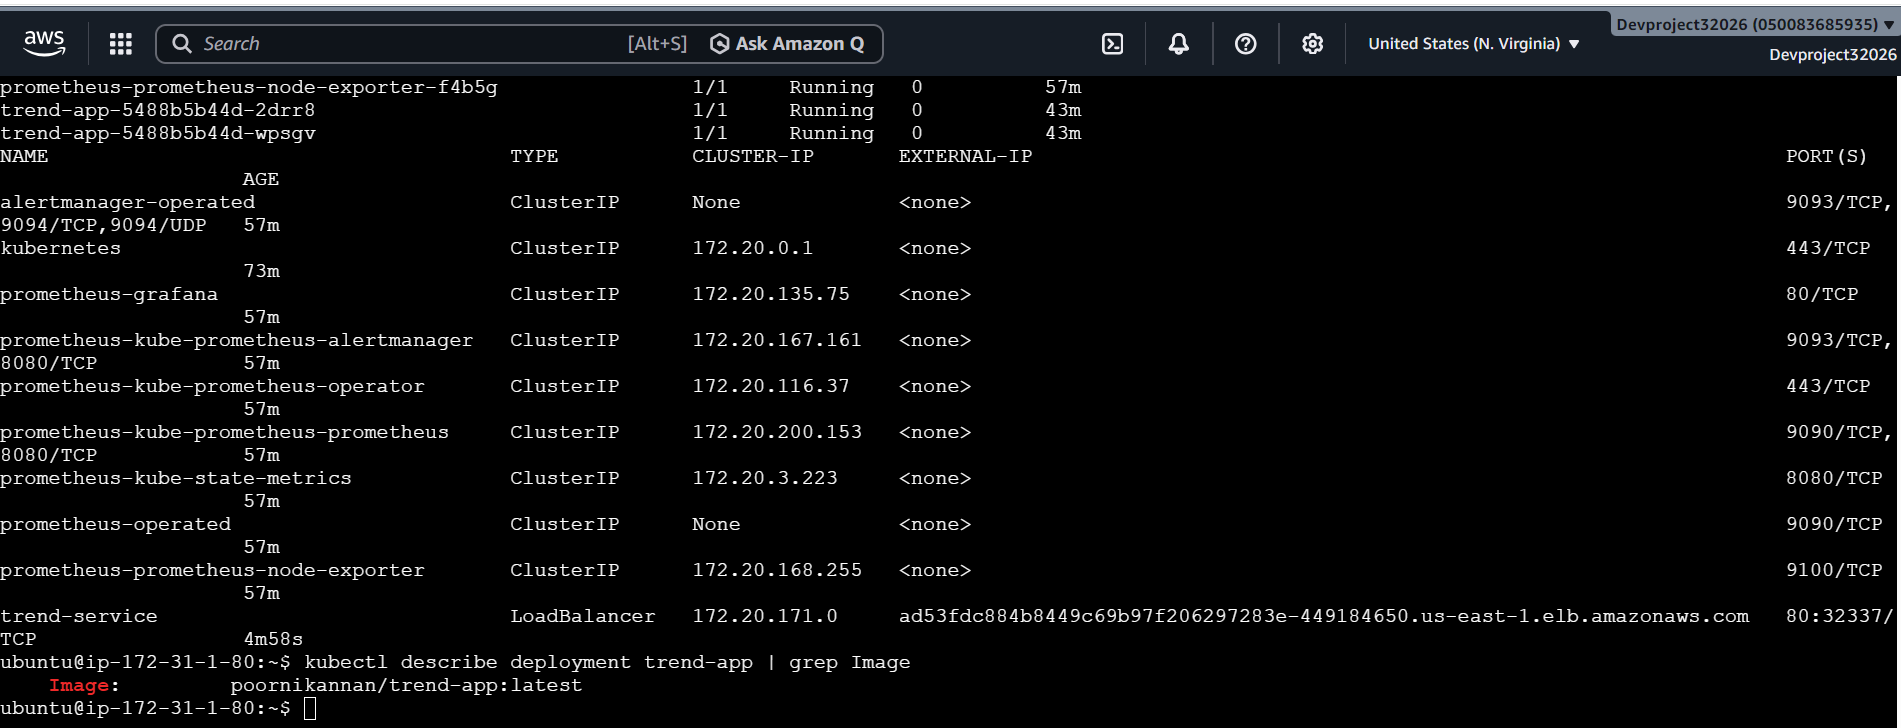 aws Search [Alt+S] Ask Amazon Q United States (N. Virginia) ▼ Devproject32026 (050083685935) ▼
Devproject32026
prometheus-prometheus-node-exporter-f4b5g 1/1 Running 0 57m
trend-app-5488b5b44d-2drr8 1/1 Running 0 43m
trend-app-5488b5b44d-wpsgv 1/1 Running 0 43m
NAME TYPE CLUSTER-IP EXTERNAL-IP PORT(S)
AGE
alertmanager-operated ClusterIP None <none> 9093/TCP,
9094/TCP,9094/UDP 57m
kubernetes ClusterIP 172.20.0.1 <none> 443/TCP
73m
prometheus-grafana ClusterIP 172.20.135.75 <none> 80/TCP
57m
prometheus-kube-prometheus-alertmanager ClusterIP 172.20.167.161 <none> 9093/TCP,
8080/TCP 57m
prometheus-kube-prometheus-operator ClusterIP 172.20.116.37 <none> 443/TCP
57m
prometheus-kube-prometheus-prometheus ClusterIP 172.20.200.153 <none> 9090/TCP,
8080/TCP 57m
prometheus-kube-state-metrics ClusterIP 172.20.3.223 <none> 8080/TCP
57m
prometheus-operated ClusterIP None <none> 9090/TCP
57m
prometheus-prometheus-node-exporter ClusterIP 172.20.168.255 <none> 9100/TCP
57m
trend-service LoadBalancer 172.20.171.0 ad53fdc884b8449c69b97f206297283e-449184650.us-east-1.elb.amazonaws.com 80:32337/
TCP 4m58s
ubuntu@ip-172-31-1-80:~$ kubectl describe deployment trend-app | grep Image
Image: poornikannan/trend-app:latest
ubuntu@ip-172-31-1-80:~$